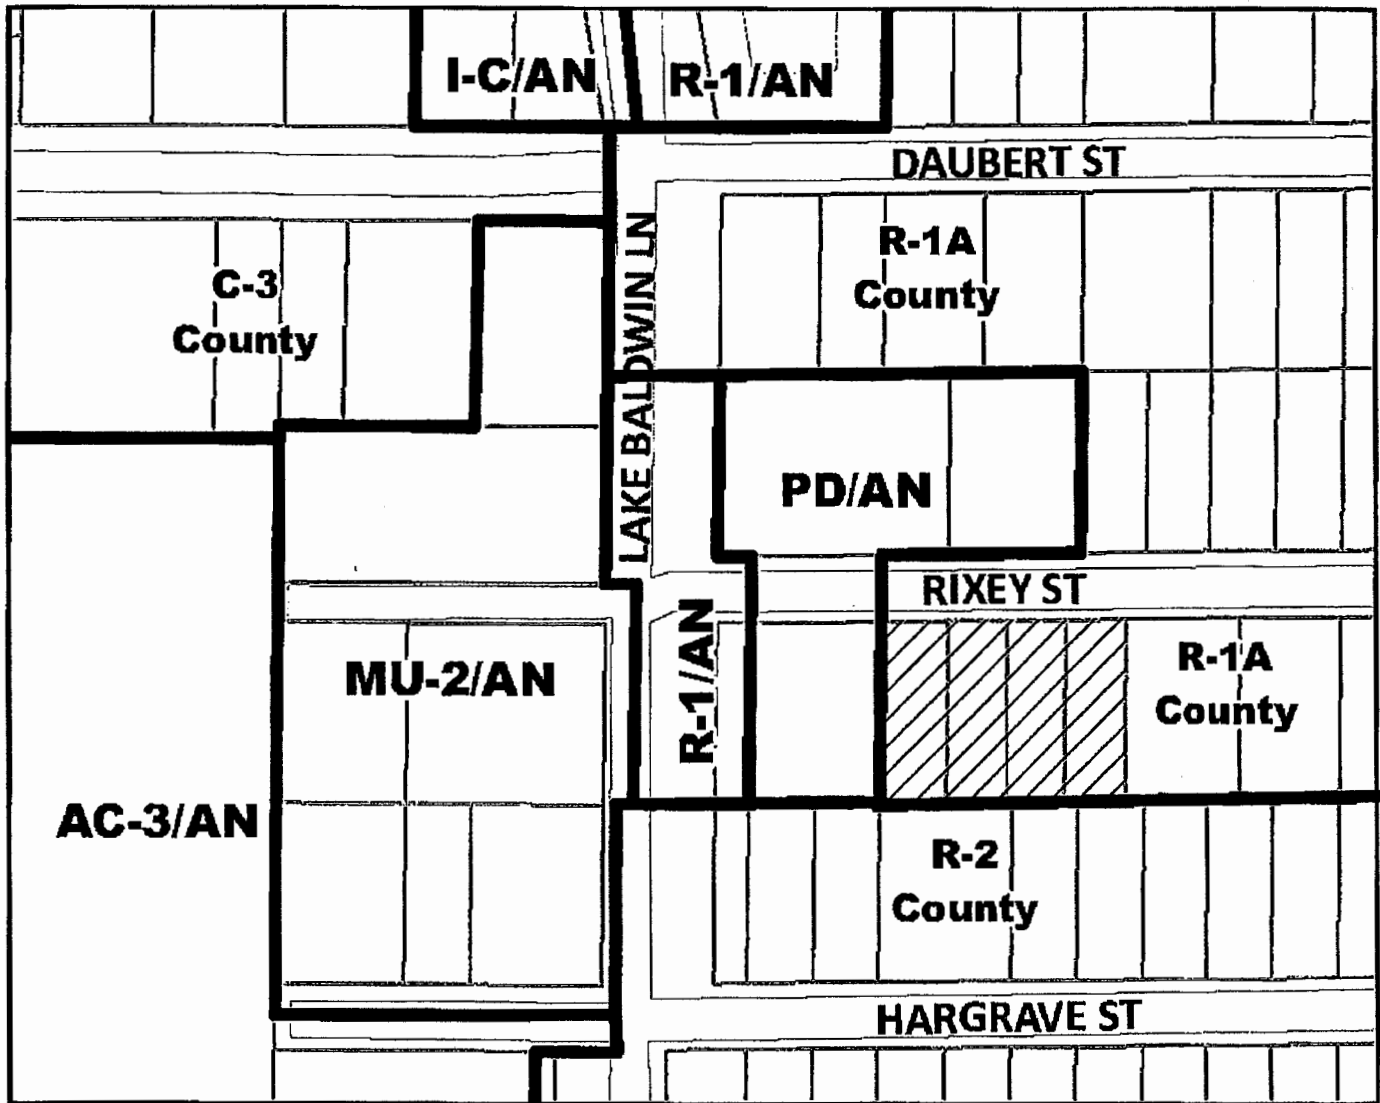 I-C/AN
R-1/AN
DAUBERT ST
R-1A
County
C-3
County
LAKE BALDWIN LN
PD/AN
RIXEY ST
R-1/AN
MU-2/AN
R-1A
County
AC-3/AN
R-2
County
HARGRAVE ST